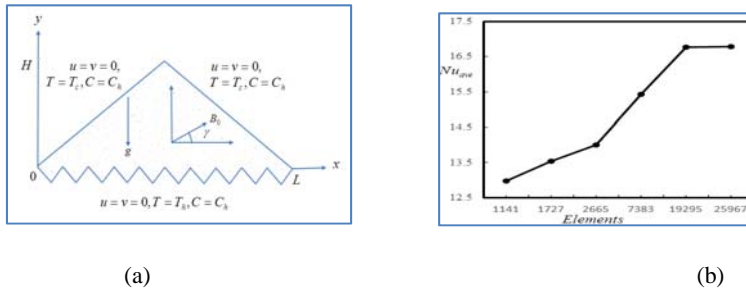 y
H
u = v = 0,
T = T_c, C = C_h
u = v = 0,
T = T_c, C = C_h
B_0
γ
g
0
L
x
u = v = 0, T = T_h, C = C_h
(a)
17.5
16.5
Nu_ave
15.5
14.5
13.5
12.5
1141 1727 2665 7383 19295 25967
Elements
(b)